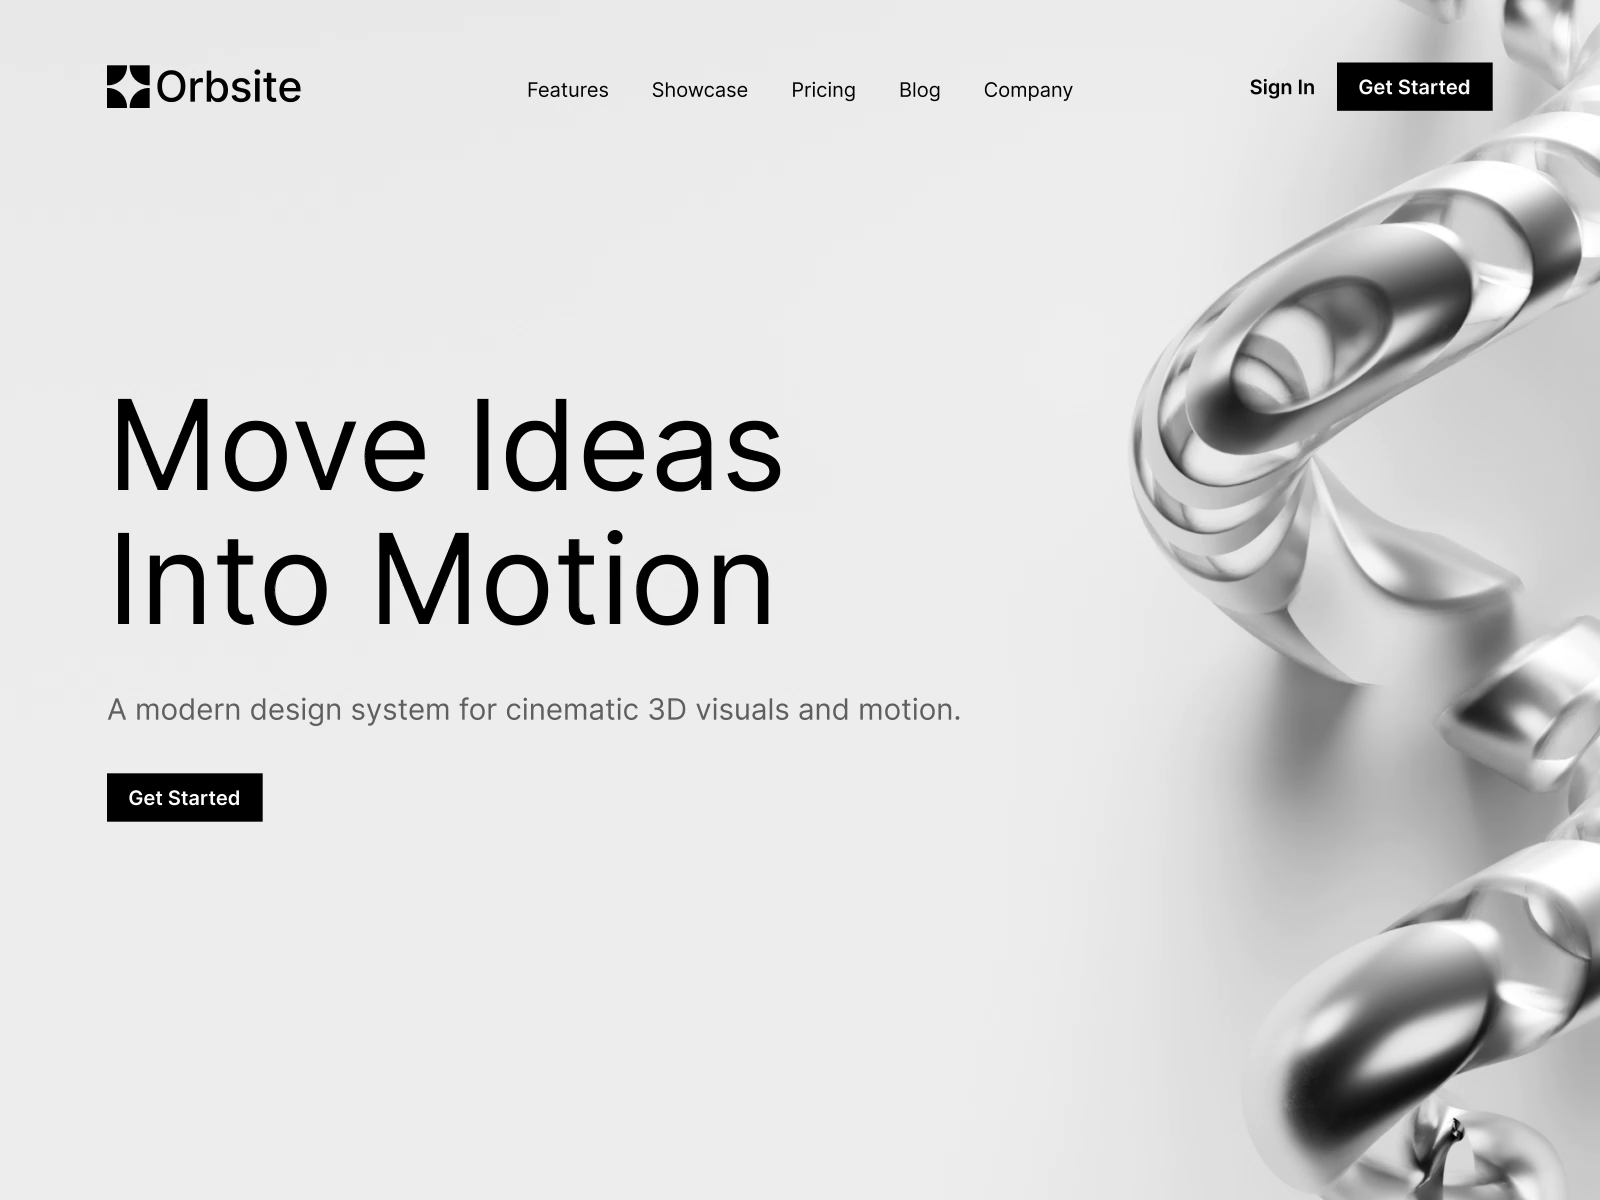 Orbsite
Features Showcase Pricing Blog Company
Sign In
Get Started
Move Ideas
Into Motion
A modern design system for cinematic 3D visuals and motion.
Get Started